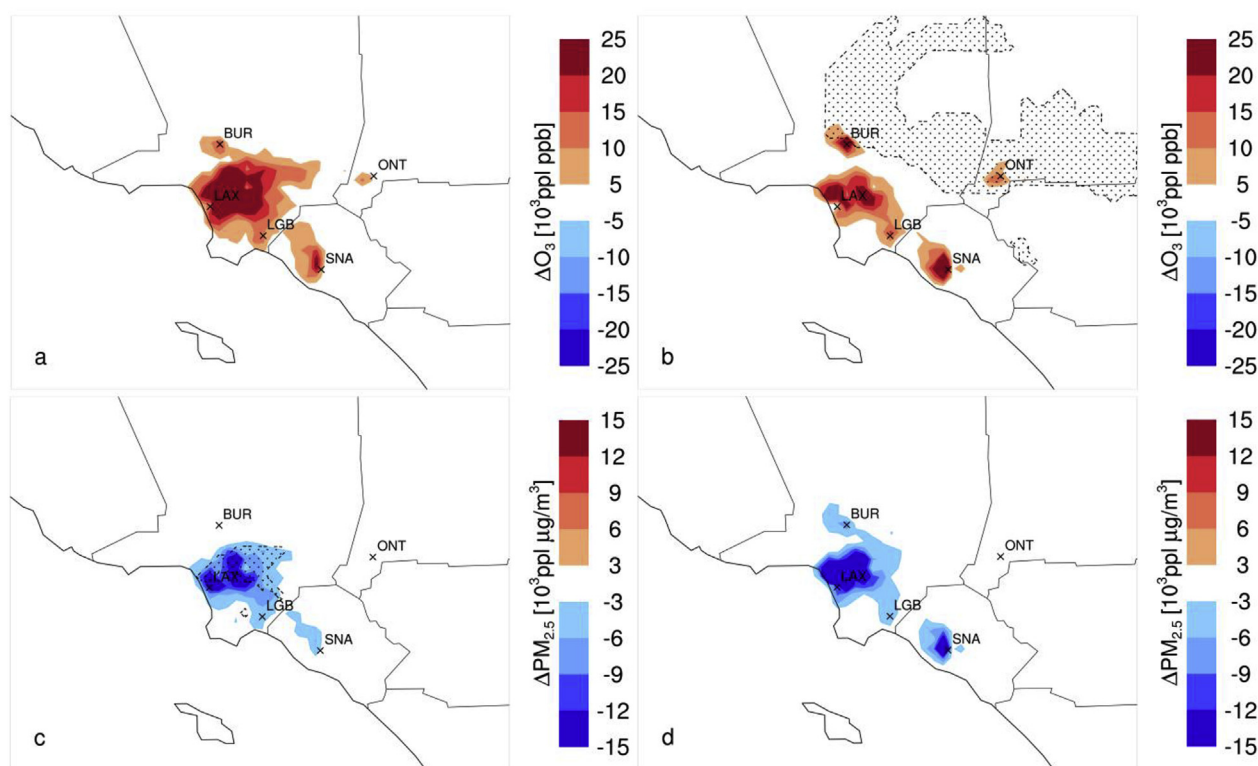 BUR
ONT
LAX
LGB
SNA
a
25
20
15
10
5
-5
-10
-15
-20
-25
ΔO₃ [10³ppl ppb]
BUR
ONT
LAX
LGB
SNA
b
25
20
15
10
5
-5
-10
-15
-20
-25
ΔO₃ [10³ppl ppb]
BUR
ONT
LAX
LGB
SNA
c
15
12
9
6
3
-3
-6
-9
-12
-15
ΔPM₂.₅ [10³ppl μg/m³]
BUR
ONT
LAX
LGB
SNA
d
15
12
9
6
3
-3
-6
-9
-12
-15
ΔPM₂.₅ [10³ppl μg/m³]